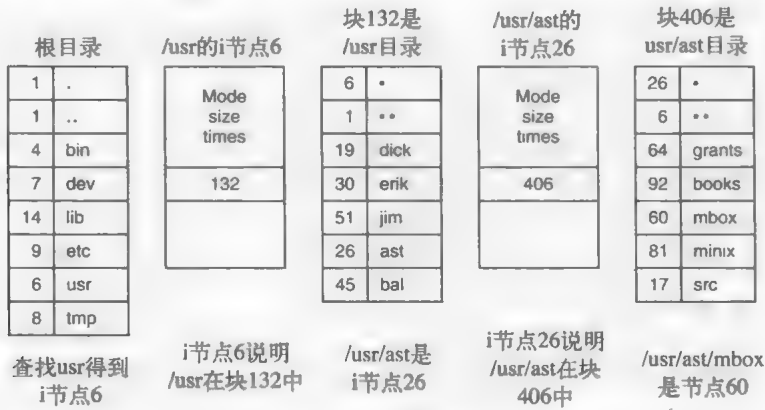 根目录
1 .
1 ..
4 bin
7 dev
14 lib
9 etc
6 usr
8 tmp
查找usr得到
i节点6
/usr的i节点6
Mode
size
times
132
i节点6说明
/usr在块132中
块132是
/usr目录
6 •
1 ••
19 dick
30 erik
51 jim
26 ast
45 bal
/usr/ast是
i节点26
/usr/ast的
i节点26
Mode
size
times
406
i节点26说明
/usr/ast在块
406中
块406是
usr/ast目录
26 •
6 ••
64 grants
92 books
60 mbox
81 minix
17 src
/usr/ast/mbox
是节点60